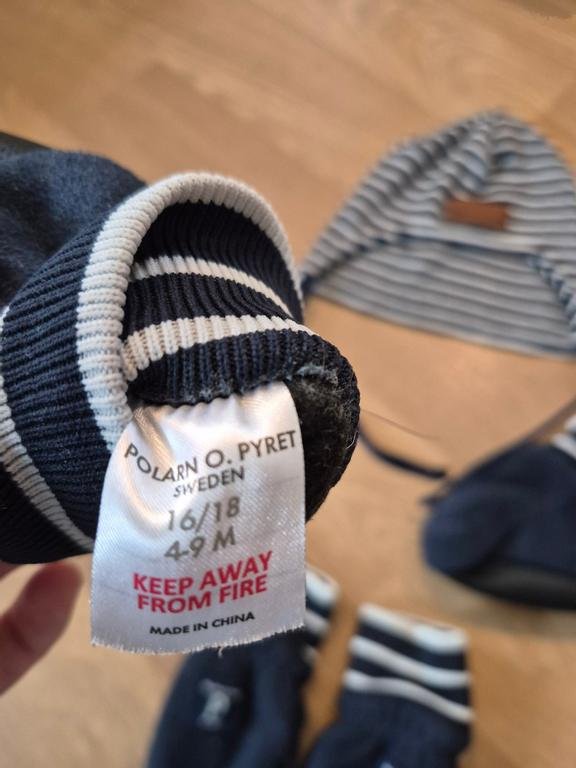 POLARN O. PYRET
SWEDEN
16/18
4-9 M
KEEP AWAY
FROM FIRE
MADE IN CHINA